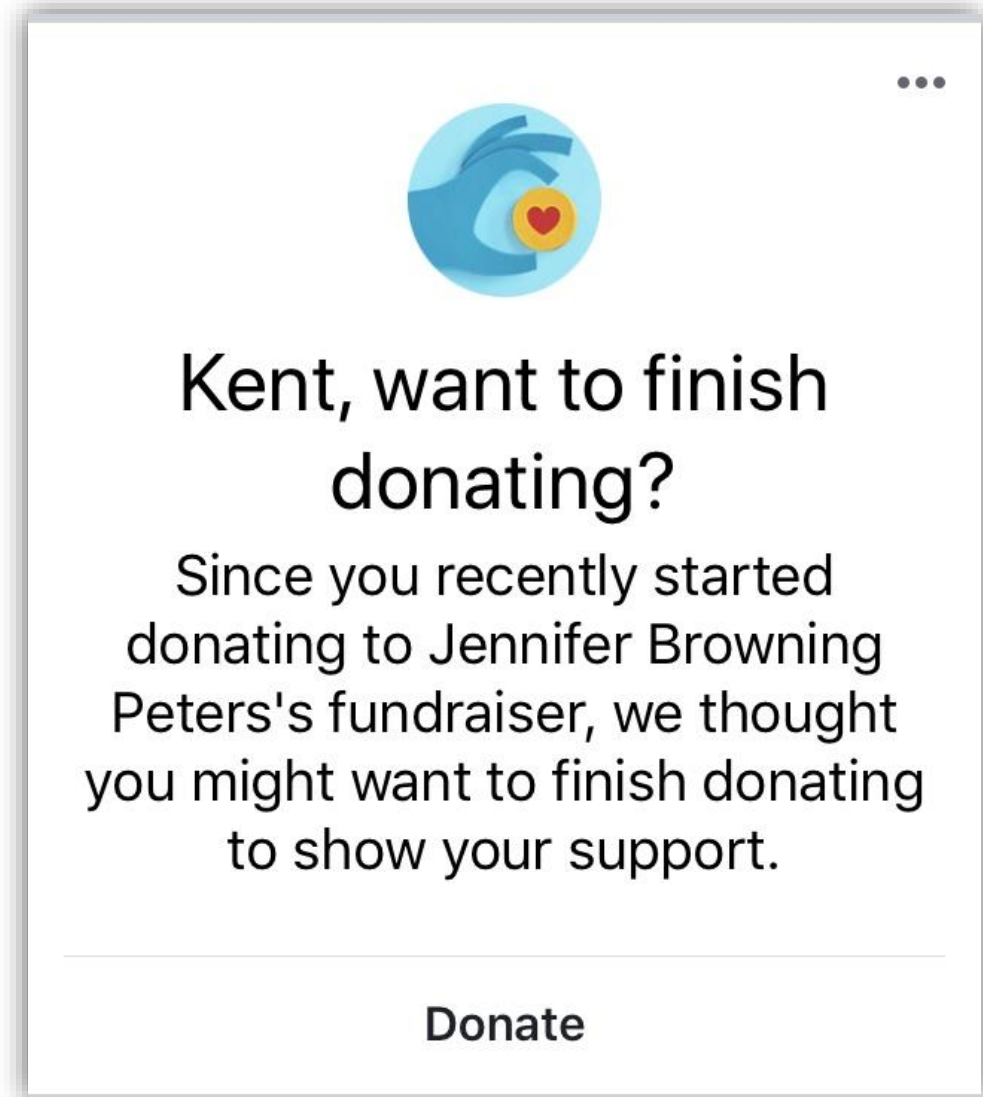 Kent, want to finish
donating?
Since you recently started
donating to Jennifer Browning
Peters's fundraiser, we thought
you might want to finish donating
to show your support.
Donate